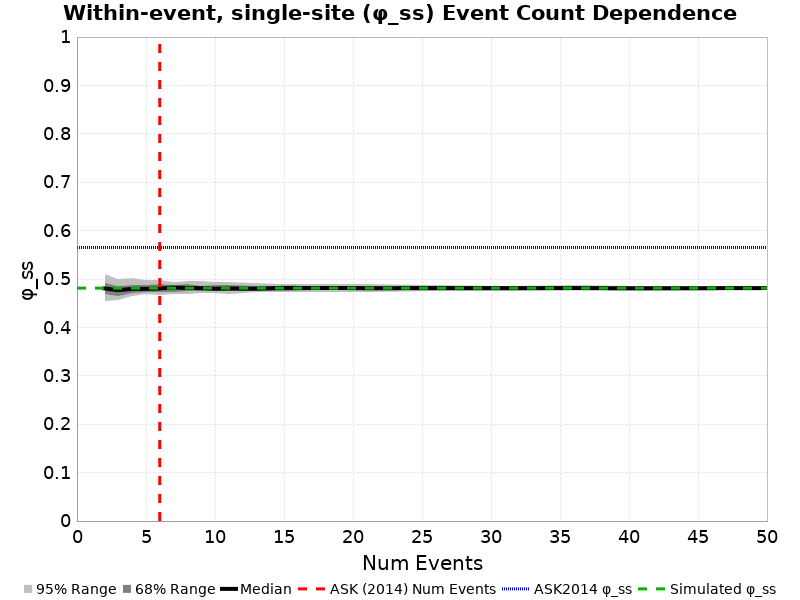 Within-event, single-site (φ_ss) Event Count Dependence
1
0.9
0.8
0.7
0.6
0.5
0.4
0.3
0.2
0.1
0
φ_ss
0 5 10 15 20 25 30 35 40 45 50
Num Events
95% Range 68% Range Median ASK (2014) Num Events ASK2014 φ_ss Simulated φ_ss